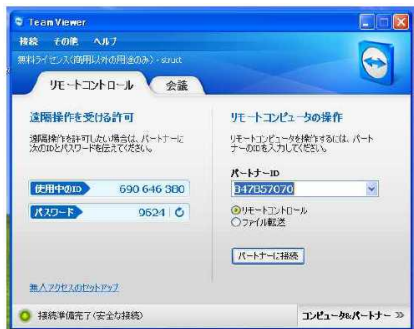 TeamViewer
接続 その他 ヘルプ
無料ライセンス(商用以外の用途のみ) - struct
リモートコントロール 会議
遠隔操作を受ける許可
遠隔操作を許可したい場合は、パートナーに
次のIDとパスワードを伝えてください。
使用中のID 690 646 380
パスワード 9524
無人アクセスのセットアップ
リモートコンピュータの操作
リモートコンピュータを操作するには、パート
ナーのIDを入力してください。
パートナーID
847857070
リモートコントロール
ファイル転送
パートナーに接続
接続準備完了(安全な接続)
コンピュータ&パートナー >>